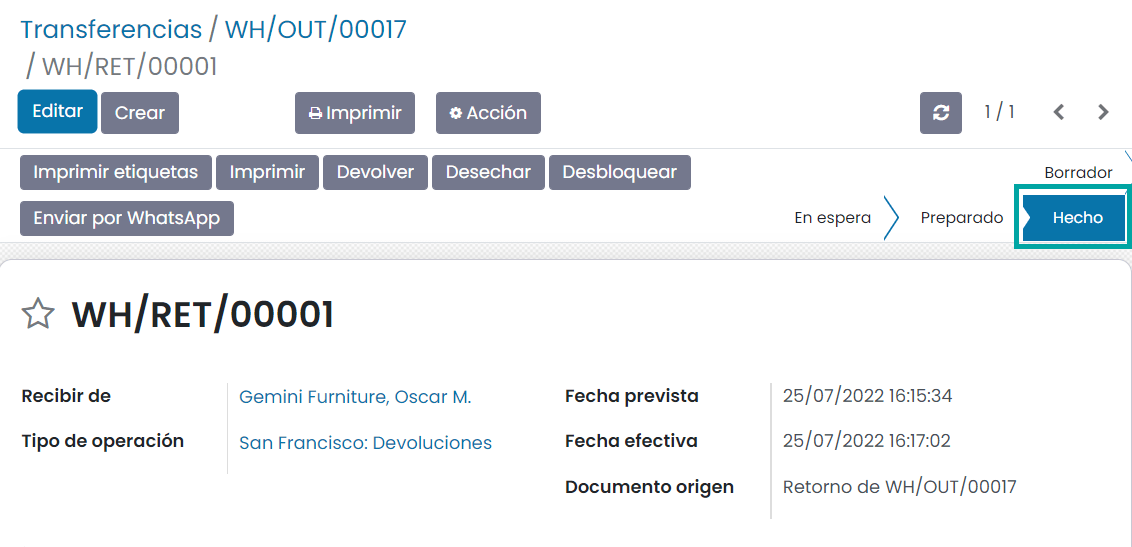 Transferencias / WH/OUT/00017
/ WH/RET/00001
Editar Crear Imprimir Acción 1 / 1
Imprimir etiquetas Imprimir Devolver Desechar Desbloquear Borrador
Enviar por WhatsApp En espera Preparado Hecho
WH/RET/00001
Recibir de Gemini Furniture, Oscar M. Fecha prevista 25/07/2022 16:15:34
Tipo de operación San Francisco: Devoluciones Fecha efectiva 25/07/2022 16:17:02
Documento origen Retorno de WH/OUT/00017